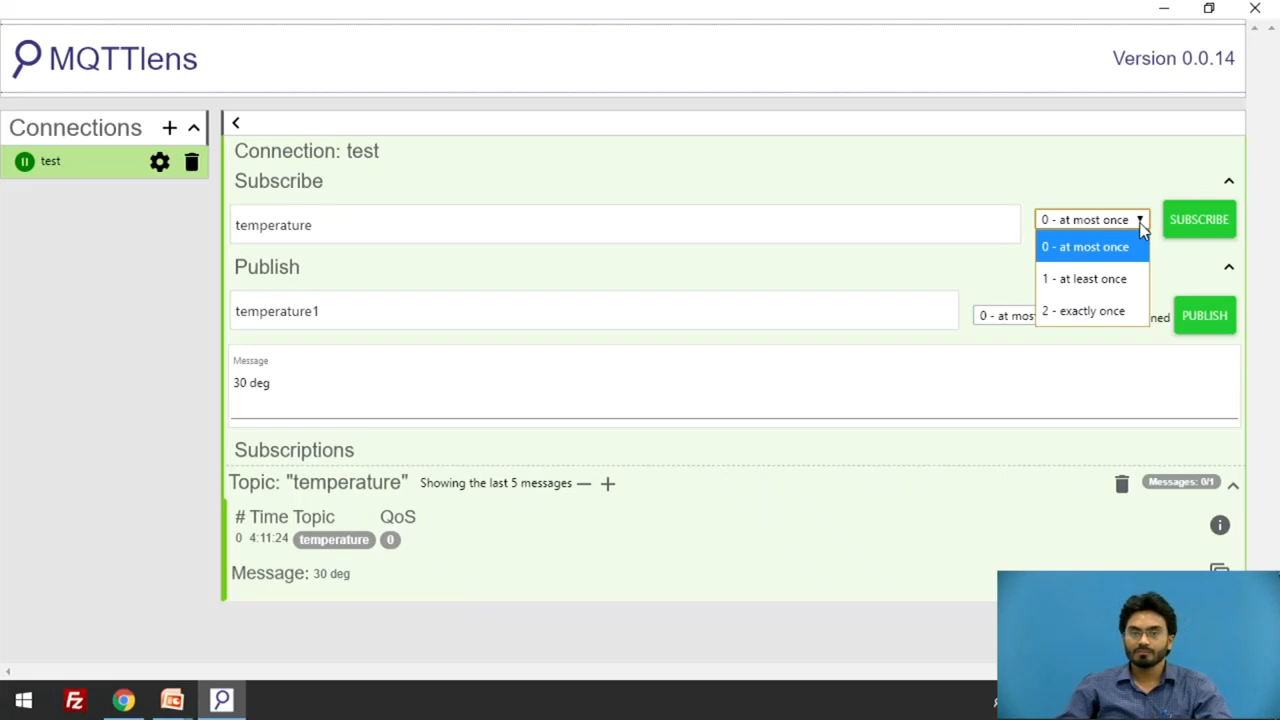 MQTTlens
Version 0.0.14
Connections
test
Connection: test
Subscribe
temperature
0 - at most once
SUBSCRIBE
0 - at most once
1 - at least once
2 - exactly once
Publish
temperature1
0 - at mos
ned
PUBLISH
Message
30 deg
Subscriptions
Topic: "temperature" Showing the last 5 messages
Messages: 0/1
# Time Topic QoS
0 4:11:24 temperature 0
Message: 30 deg
Fz